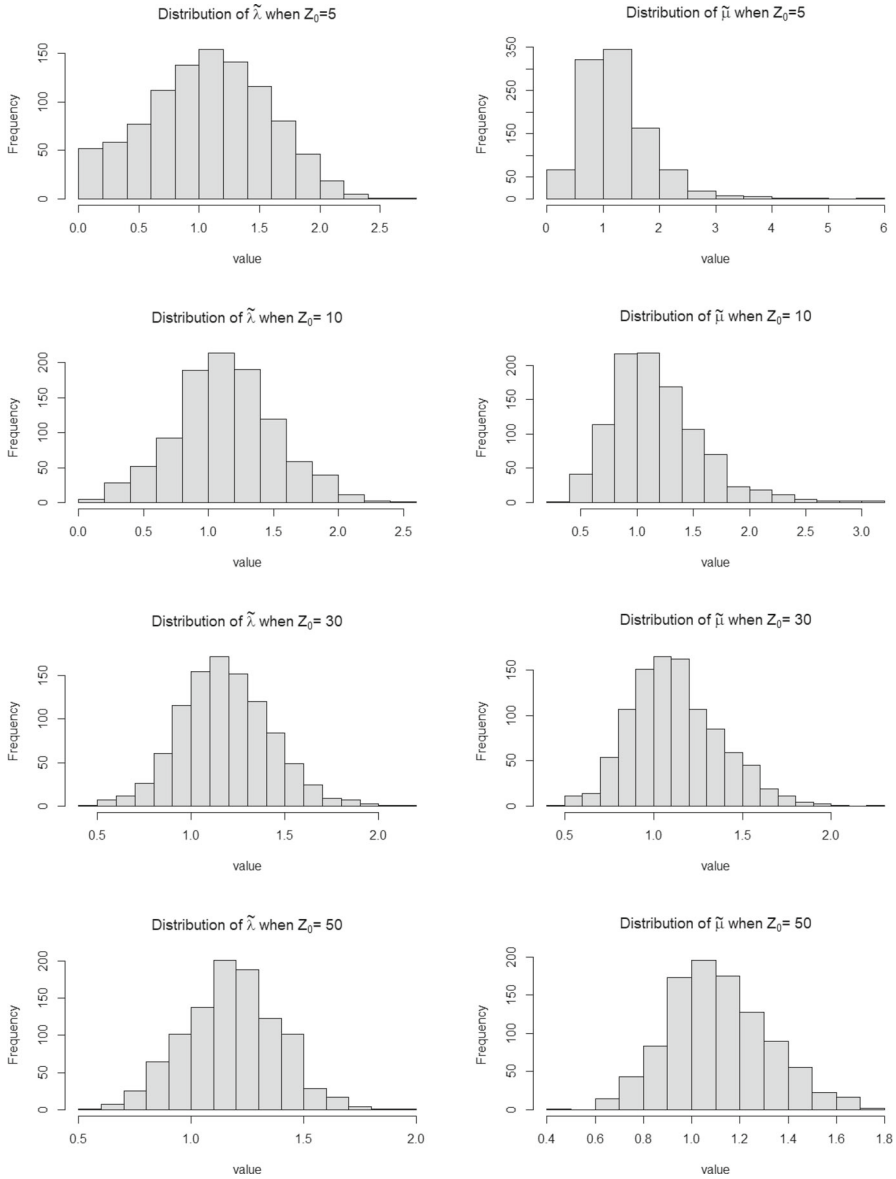 Distribution of λ̃ when Z₀=5
Frequency
150
100
50
0
0.0 0.5 1.0 1.5 2.0 2.5
value
Distribution of μ̃ when Z₀=5
Frequency
350
250
150
50
0
0 1 2 3 4 5 6
value
Distribution of λ̃ when Z₀= 10
Frequency
200
150
100
50
0
0.0 0.5 1.0 1.5 2.0 2.5
value
Distribution of μ̃ when Z₀= 10
Frequency
200
150
100
50
0
0.5 1.0 1.5 2.0 2.5 3.0
value
Distribution of λ̃ when Z₀= 30
Frequency
150
100
50
0
0.5 1.0 1.5 2.0
value
Distribution of μ̃ when Z₀= 30
Frequency
150
100
50
0
0.5 1.0 1.5 2.0
value
Distribution of λ̃ when Z₀= 50
Frequency
200
150
100
50
0
0.5 1.0 1.5 2.0
value
Distribution of μ̃ when Z₀= 50
Frequency
200
150
100
50
0
0.4 0.6 0.8 1.0 1.2 1.4 1.6 1.8
value